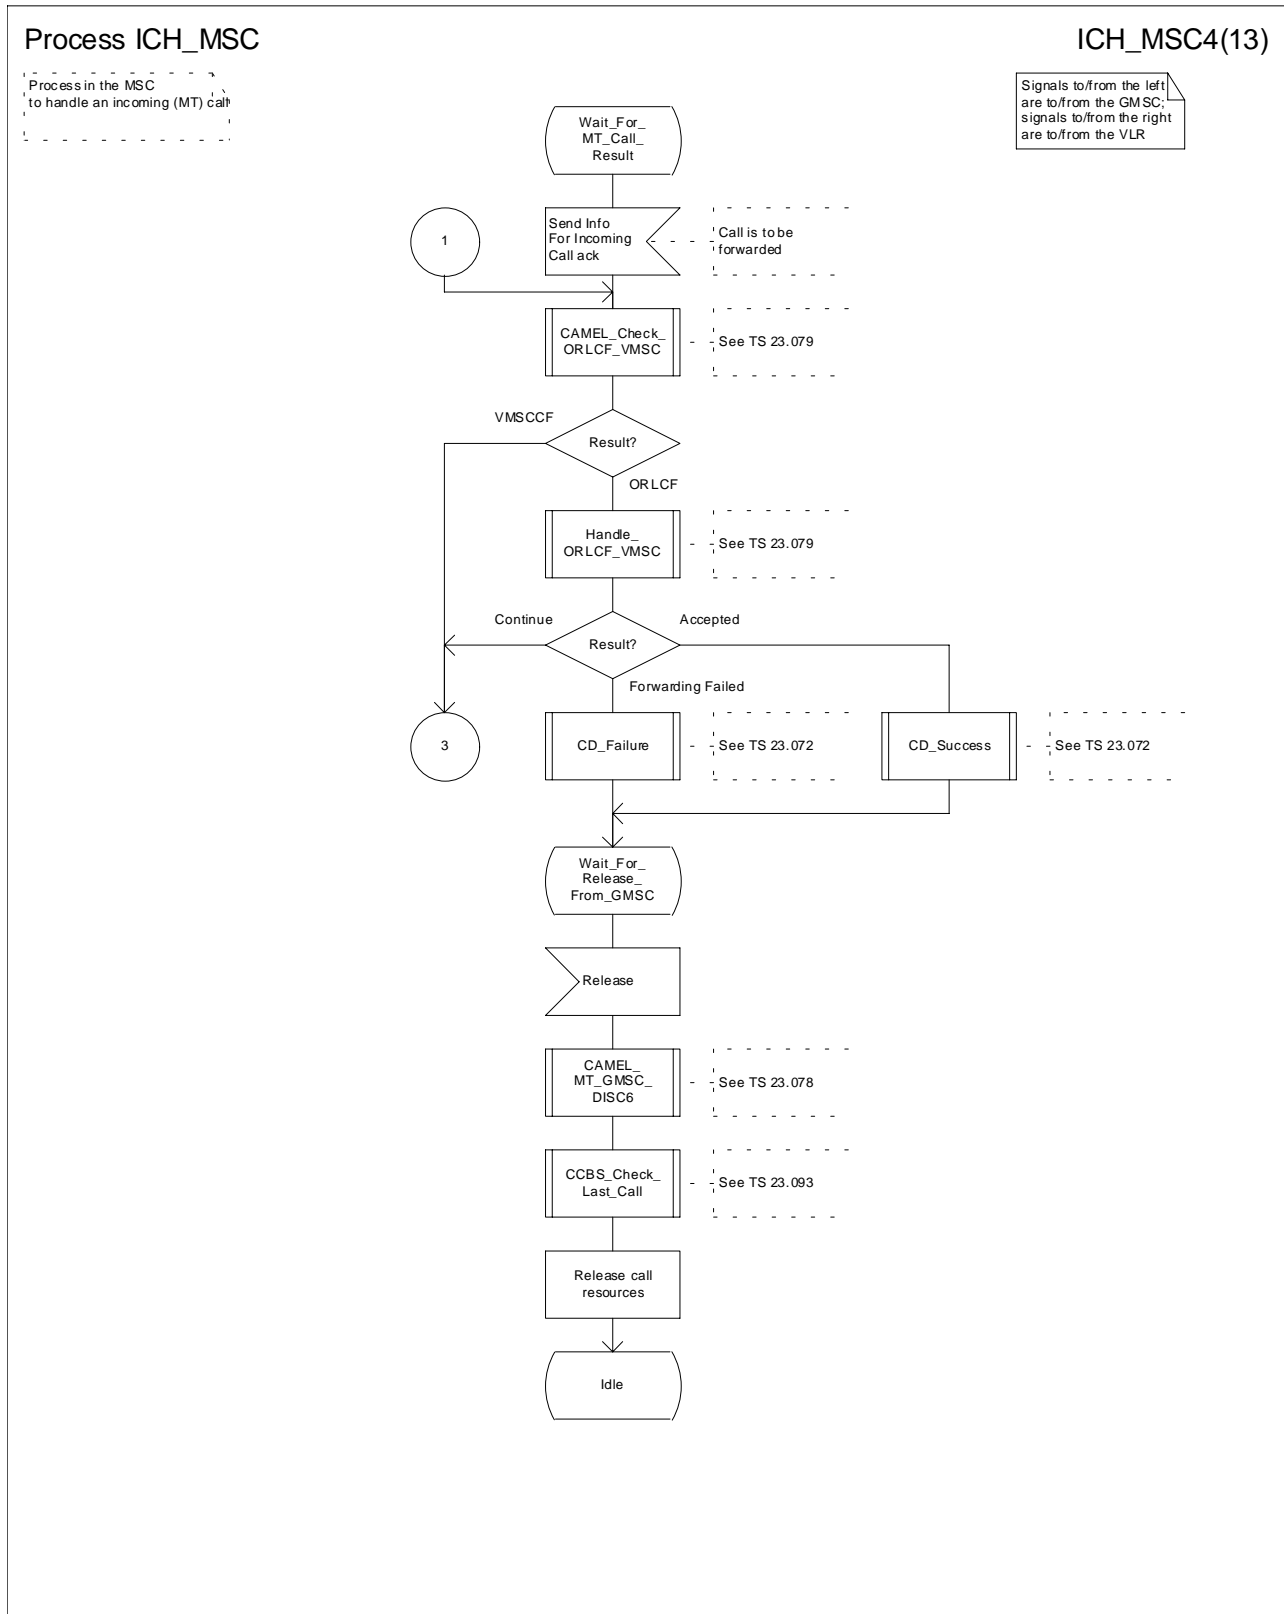 Process ICH_MSC
ICH_MSC4(13)
Process in the MSC
to handle an incoming (MT) call
Signals to/from the left
are to/from the GMSC;
signals to/from the right
are to/from the VLR
Wait_For_
MT_Call_
Result
1
Send Info
For Incoming
Call ack
Call is to be
forwarded
CAMEL_Check_
ORLCF_VMSC
See TS 23.079
VMSCCF
Result?
ORLCF
Handle_
ORLCF_VMSC
See TS 23.079
Continue
Result?
Accepted
Forwarding Failed
3
CD_Failure
See TS 23.072
CD_Success
See TS 23.072
Wait_For_
Release_
From_GMSC
Release
CAMEL_
MT_GMSC_
DISC6
See TS 23.078
CCBS_Check_
Last_Call
See TS 23.093
Release call
resources
Idle